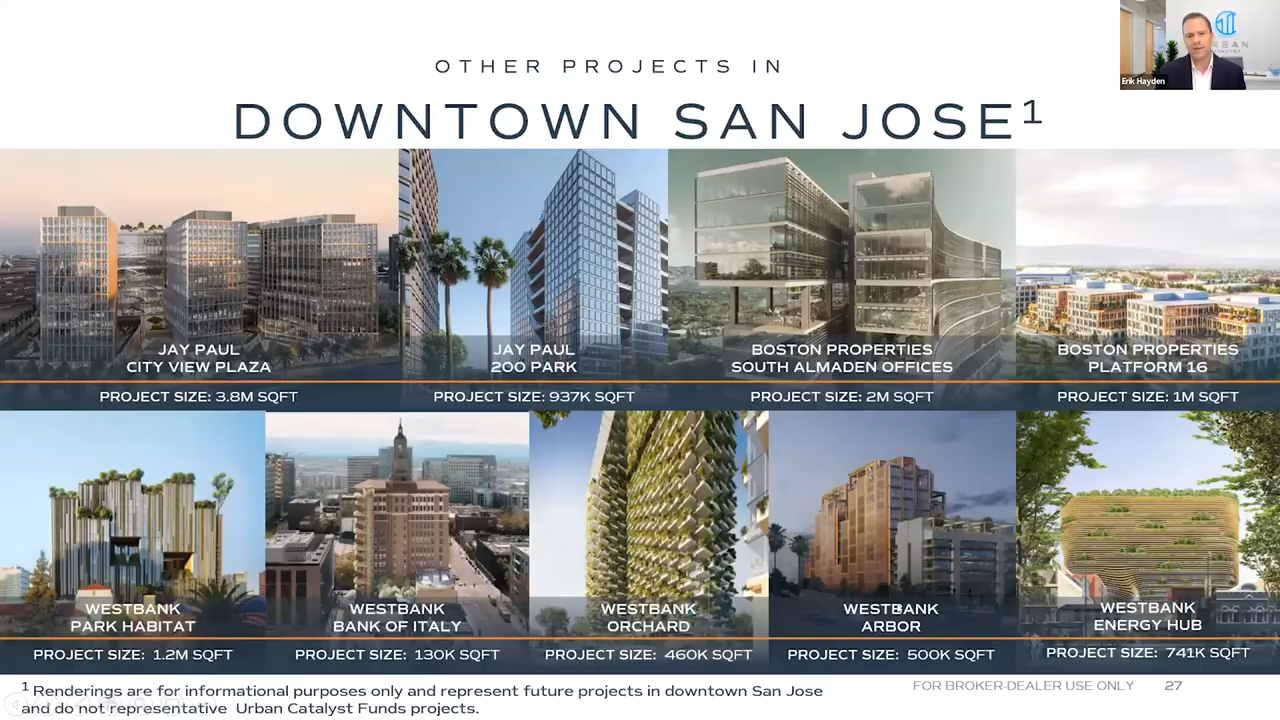 OTHER PROJECTS IN
DOWNTOWN SAN JOSE¹
Erik Hayden
JAY PAUL
CITY VIEW PLAZA
PROJECT SIZE: 3.8M SQFT
JAY PAUL
200 PARK
PROJECT SIZE: 937K SQFT
BOSTON PROPERTIES
SOUTH ALMADEN OFFICES
PROJECT SIZE: 2M SQFT
BOSTON PROPERTIES
PLATFORM 16
PROJECT SIZE: 1M SQFT
WESTBANK
PARK HABITAT
PROJECT SIZE: 1.2M SQFT
WESTBANK
BANK OF ITALY
PROJECT SIZE: 130K SQFT
WESTBANK
ORCHARD
PROJECT SIZE: 460K SQFT
WESTBANK
ARBOR
PROJECT SIZE: 500K SQFT
WESTBANK
ENERGY HUB
PROJECT SIZE: 741K SQFT
¹ Renderings are for informational purposes only and represent future projects in downtown San Jose
and do not representative Urban Catalyst Funds projects.
FOR BROKER-DEALER USE ONLY 27